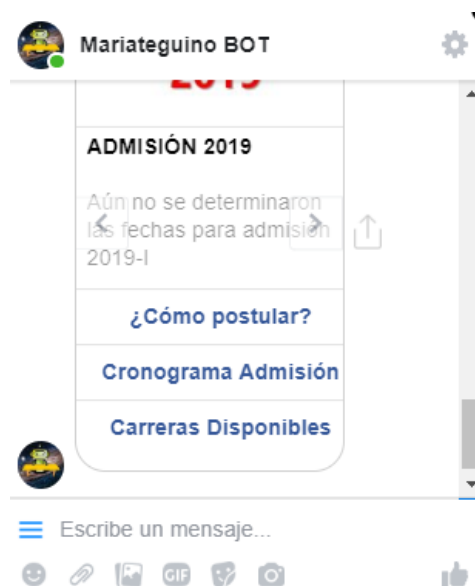 Mariateguino BOT
2019
ADMISIÓN 2019
Aún no se determinaron
las fechas para admisión
2019-I
¿Cómo postular?
Cronograma Admisión
Carreras Disponibles
Escribe un mensaje...
GIF